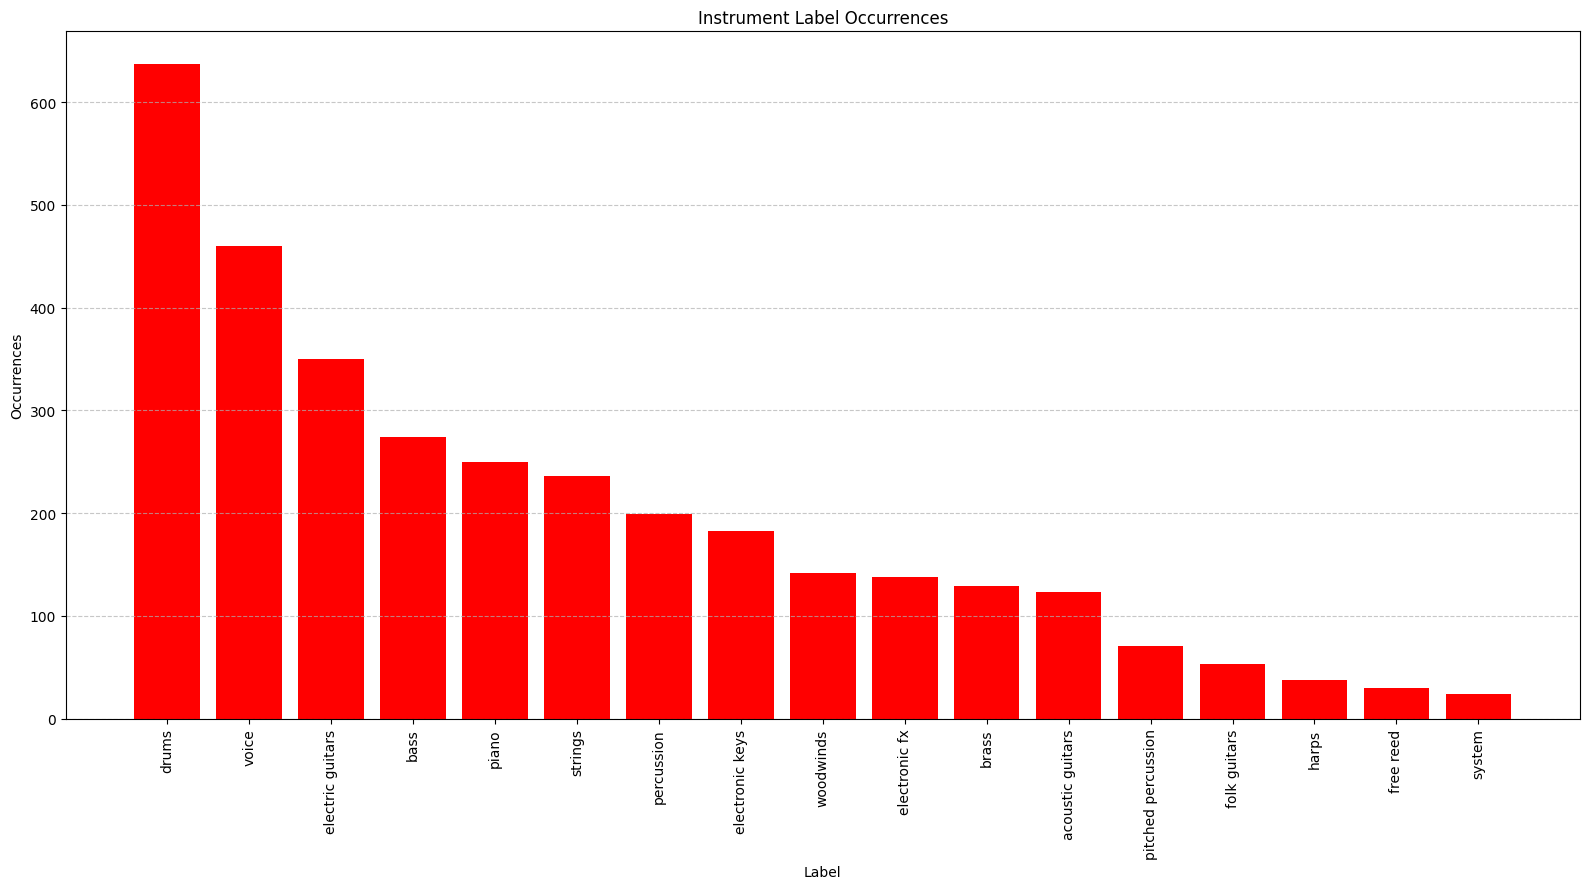 Instrument Label Occurrences
Occurrences
600
500
400
300
200
100
0
drums
voice
electric guitars
bass
piano
strings
percussion
electronic keys
woodwinds
electronic fx
brass
acoustic guitars
pitched percussion
folk guitars
harps
free reed
system
Label